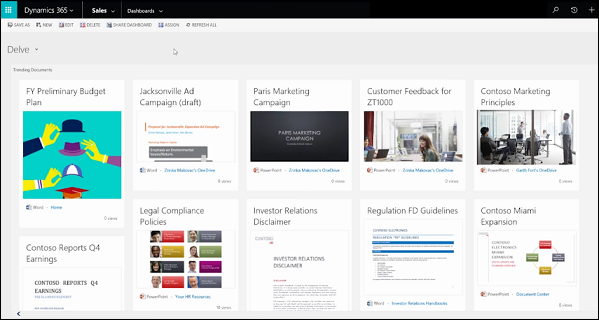 Dynamics 365
Sales
Dashboards
SAVE AS
NEW
EDIT
DELETE
SHARE DASHBOARD
ASSIGN
REFRESH ALL
Delve
Trending Documents
FY Preliminary Budget
Plan
Word · Home
0 views
Contoso Reports Q4
Earnings
CONTOSO REPORTS Q4
EARNINGS
Jacksonville Ad
Campaign (draft)
Word · Zrinka Makovac's OneDrive
8 views
Legal Compliance
Policies
PowerPoint · Your HR Resources
Paris Marketing
Campaign
PARIS MARKETING
CAMPAIGN
PowerPoint · Zrinka Makovac's OneDrive
0 views
Investor Relations
Disclaimer
CONTOSO
INVESTOR RELATIONS
DISCLAIMER
Customer Feedback for
ZT1000
PowerPoint · Zrinka Makovac's OneDrive
0 views
Regulation FD Guidelines
Word · Investor Relations Handbooks
Contoso Marketing
Principles
PowerPoint · Garth Fort's OneDrive
0 views
Contoso Miami
Expansion
CONTOSO
ELECTRONICS
MIAMI
EXPANSION
PowerPoint · Document Center